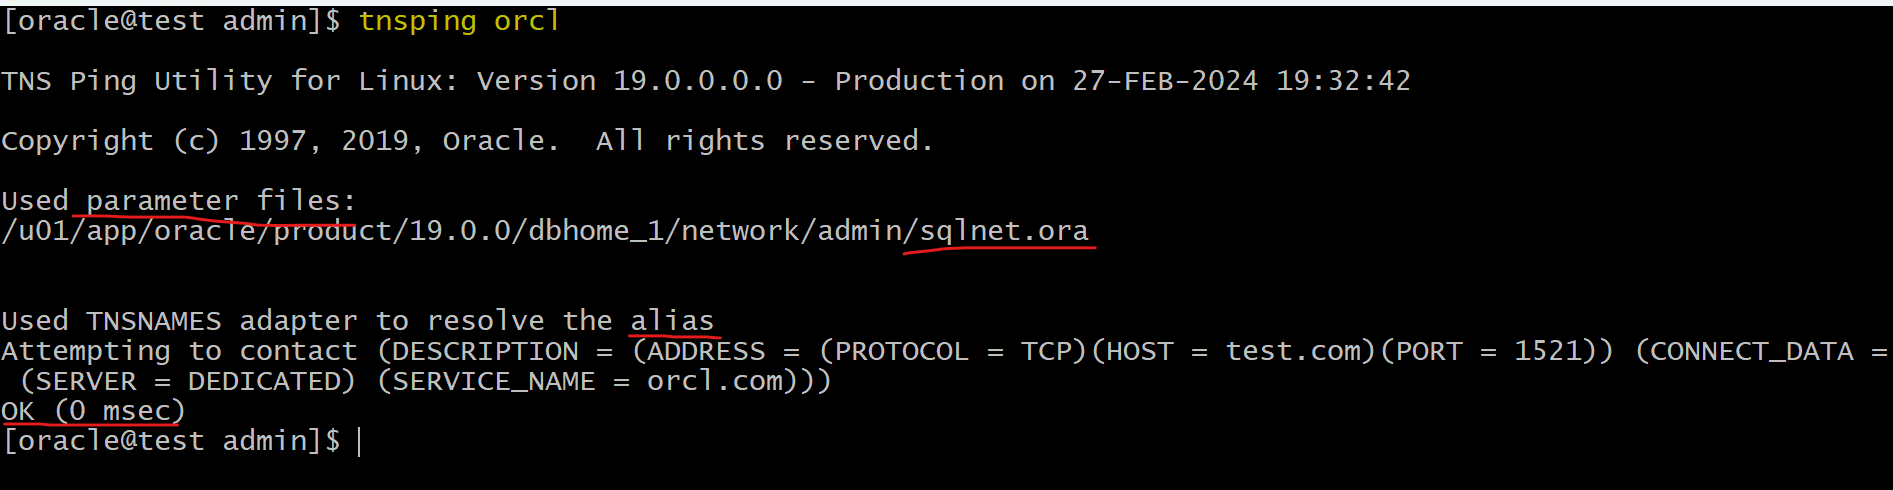 [oracle@test admin]$ tnsping orcl
TNS Ping Utility for Linux: Version 19.0.0.0.0 - Production on 27-FEB-2024 19:32:42
Copyright (c) 1997, 2019, Oracle.  All rights reserved.
Used parameter files:
/u01/app/oracle/product/19.0.0/dbhome_1/network/admin/sqlnet.ora
Used TNSNAMES adapter to resolve the alias
Attempting to contact (DESCRIPTION = (ADDRESS = (PROTOCOL = TCP)(HOST = test.com)(PORT = 1521)) (CONNECT_DATA =
(SERVER = DEDICATED) (SERVICE_NAME = orcl.com)))
OK (0 msec)
[oracle@test admin]$